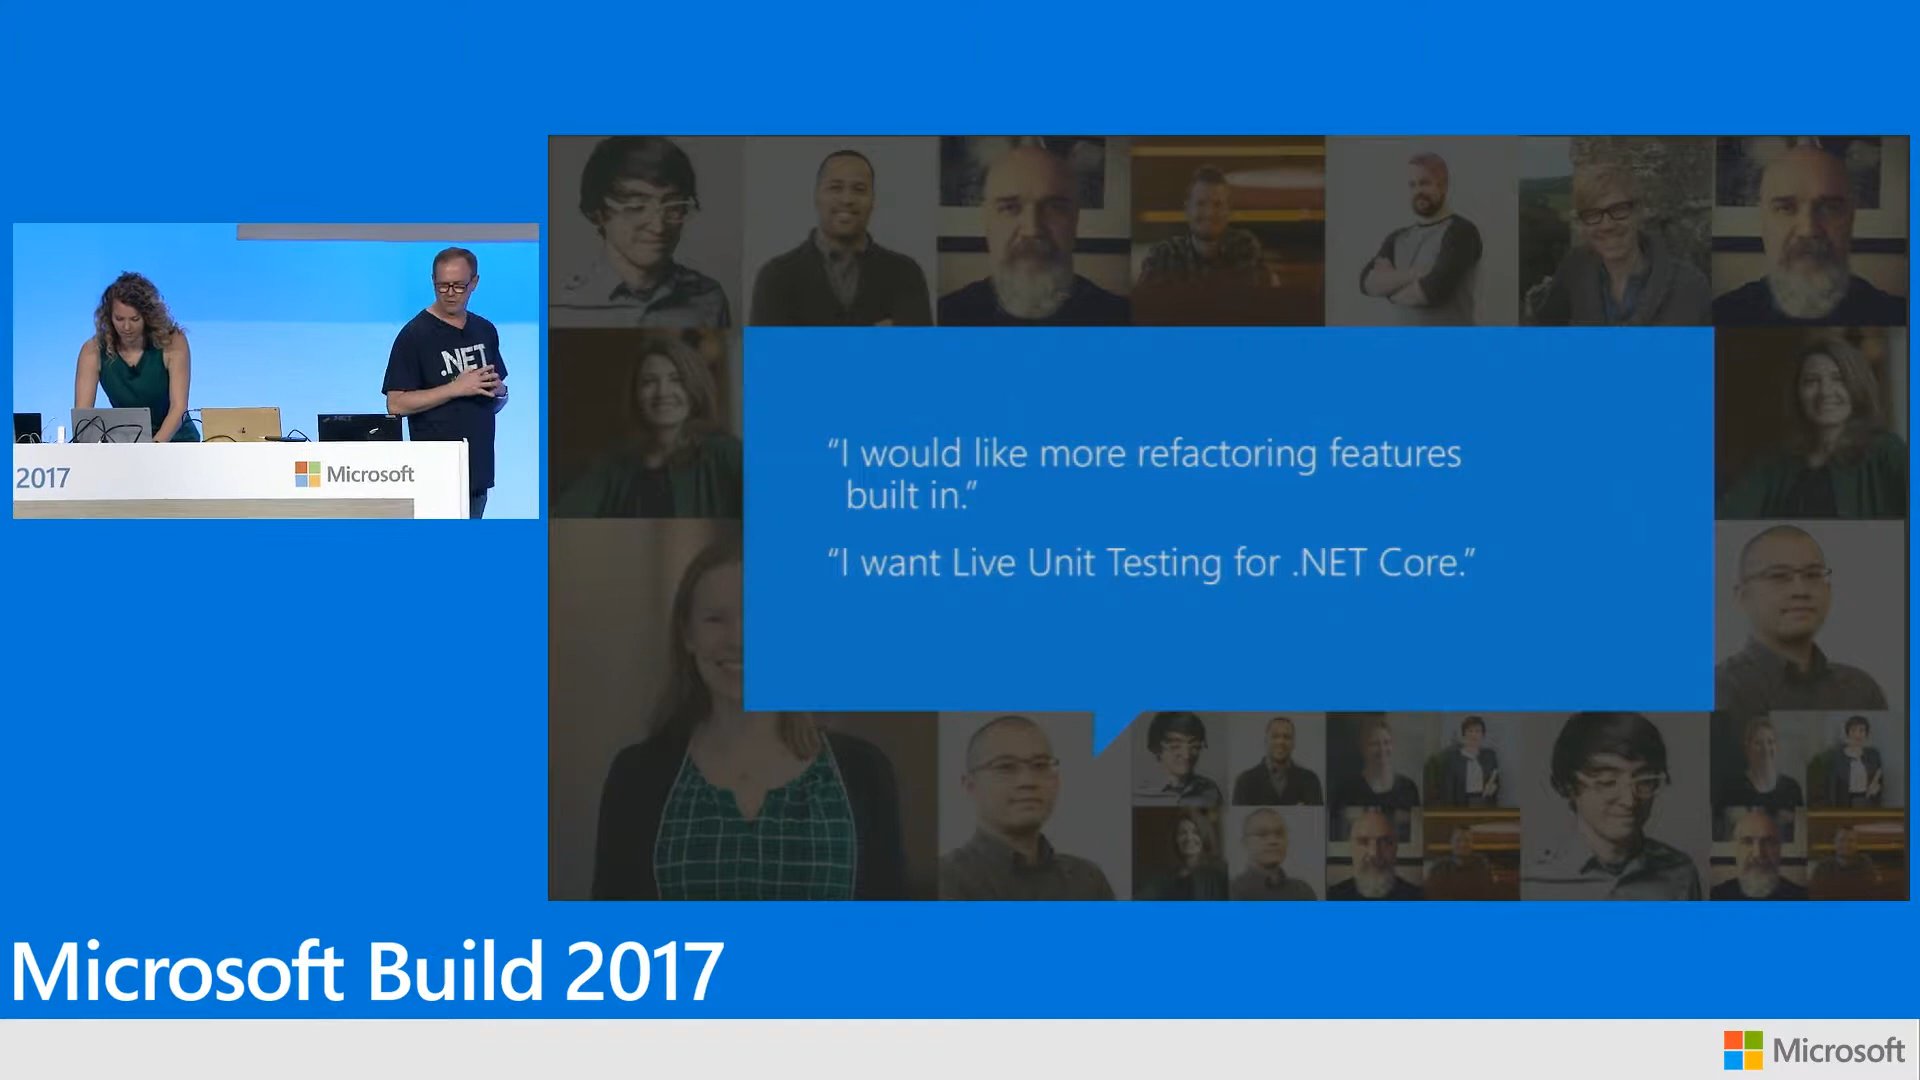 .NET
2017
Microsoft
“I would like more refactoring features
built in.”
“I want Live Unit Testing for .NET Core.”
Microsoft Build 2017
Microsoft